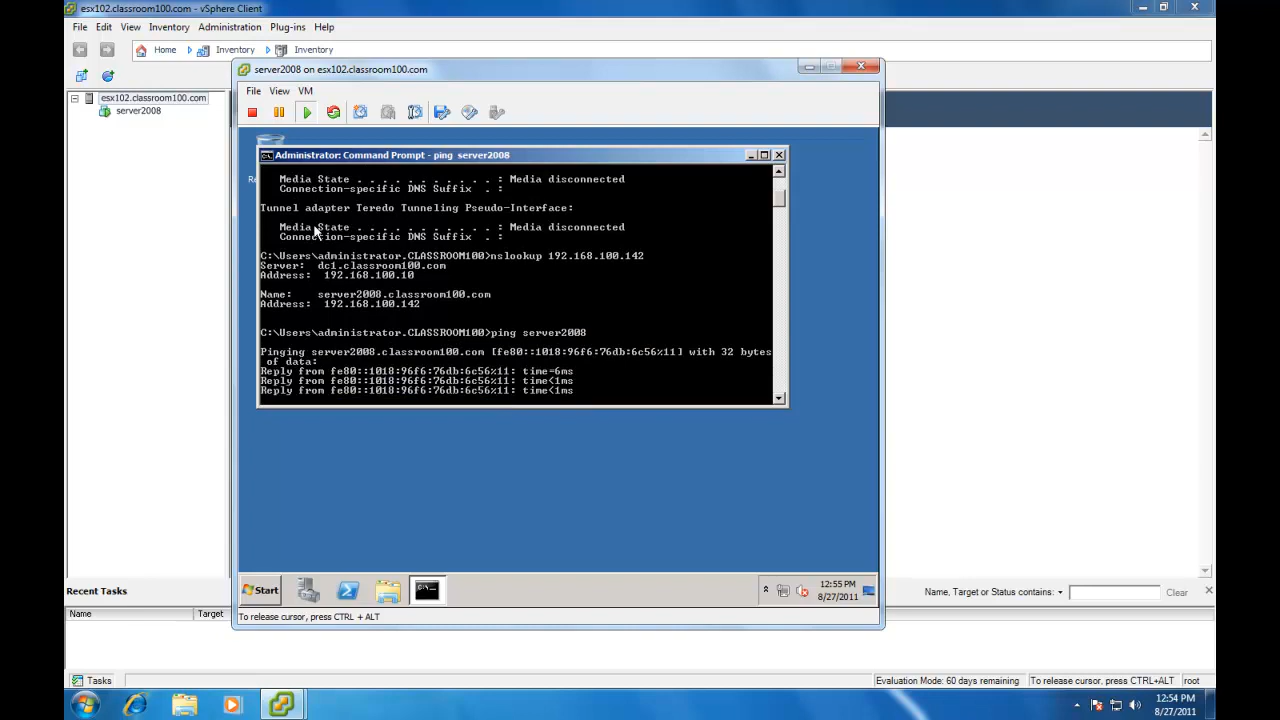 esx102.classroom100.com - vSphere Client
File Edit View Inventory Administration Plug-ins Help
Home Inventory Inventory
esx102.classroom100.com
server2008
server2008 on esx102.classroom100.com
File View VM
Re
Administrator: Command Prompt - ping server2008
Media State . . . . . . . . . . . : Media disconnected
Connection-specific DNS Suffix . :
Tunnel adapter Teredo Tunneling Pseudo-Interface:
Media State . . . . . . . . . . . : Media disconnected
Connection-specific DNS Suffix . :
C:\Users\administrator.CLASSROOM100>nslookup 192.168.100.142
Server: dc1.classroom100.com
Address: 192.168.100.10
Name: server2008.classroom100.com
Address: 192.168.100.142
C:\Users\administrator.CLASSROOM100>ping server2008
Pinging server2008.classroom100.com [fe80::1018:96f6:76db:6c56%11] with 32 bytes
of data:
Reply from fe80::1018:96f6:76db:6c56%11: time=6ms
Reply from fe80::1018:96f6:76db:6c56%11: time<1ms
Reply from fe80::1018:96f6:76db:6c56%11: time<1ms
Start
12:55 PM
8/27/2011
To release cursor, press CTRL + ALT
Recent Tasks
Name, Target or Status contains: Clear
Name Target
Tasks
Evaluation Mode: 60 days remaining
To release cursor, press CTRL+ALT
root
12:54 PM
8/27/2011